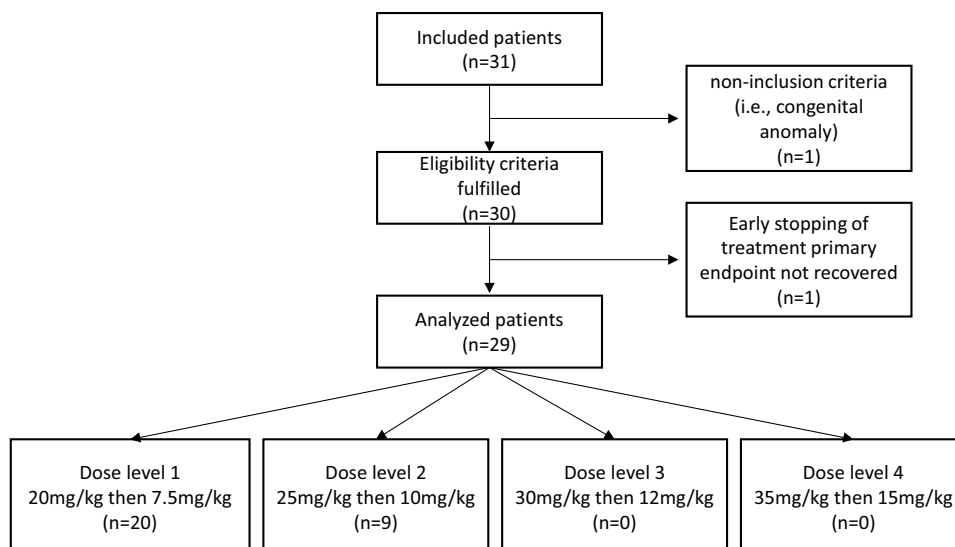 Included patients
(n=31)
non-inclusion criteria
(i.e., congenital
anomaly)
(n=1)
Eligibility criteria
fulfilled
(n=30)
Early stopping of
treatment primary
endpoint not recovered
(n=1)
Analyzed patients
(n=29)
Dose level 1
20mg/kg then 7.5mg/kg
(n=20)
Dose level 2
25mg/kg then 10mg/kg
(n=9)
Dose level 3
30mg/kg then 12mg/kg
(n=0)
Dose level 4
35mg/kg then 15mg/kg
(n=0)